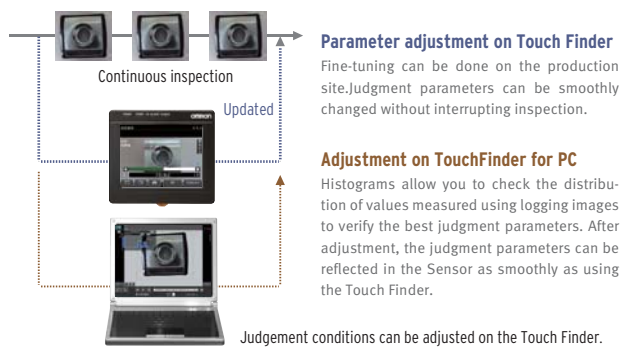 Continuous inspection
Updated
OMRON
Parameter adjustment on Touch Finder
Fine-tuning can be done on the production
site.Judgment parameters can be smoothly
changed without interrupting inspection.
Adjustment on TouchFinder for PC
Histograms allow you to check the distribu-
tion of values measured using logging images
to verify the best judgment parameters. After
adjustment, the judgment parameters can be
reflected in the Sensor as smoothly as using
the Touch Finder.
Judgement conditions can be adjusted on the Touch Finder.